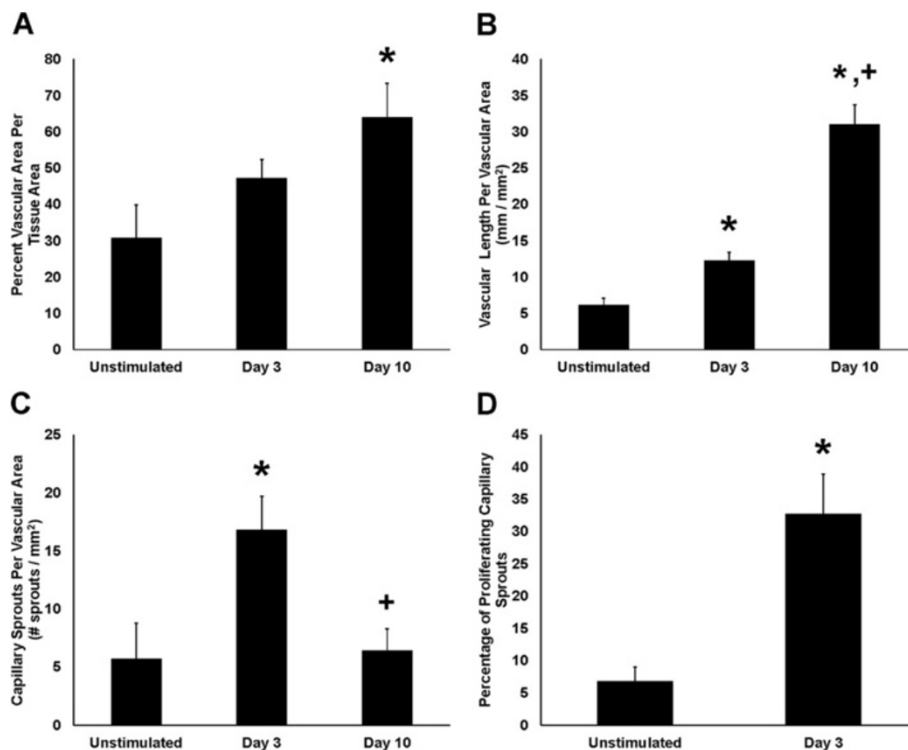 A
Percent Vascular Area Per
Tissue Area
80
70
60
50
40
30
20
10
0
*
Unstimulated Day 3 Day 10
B
Vascular Length Per Vascular Area
(mm / mm²)
40
35
30
25
20
15
10
5
0
*
*,+
Unstimulated Day 3 Day 10
C
Capillary Sprouts Per Vascular Area
(# sprouts / mm²)
25
20
15
10
5
0
*
+
Unstimulated Day 3 Day 10
D
Percentage of Proliferating Capillary
Sprouts
45
40
35
30
25
20
15
10
5
0
*
Unstimulated Day 3